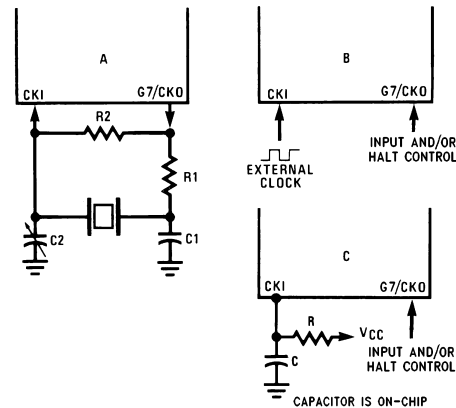 A
CKI
G7/CKO
R2
R1
C2
C1
B
CKI
G7/CKO
EXTERNAL
CLOCK
INPUT AND/OR
HALT CONTROL
C
CKI
G7/CKO
R
VCC
C
INPUT AND/OR
HALT CONTROL
CAPACITOR IS ON-CHIP